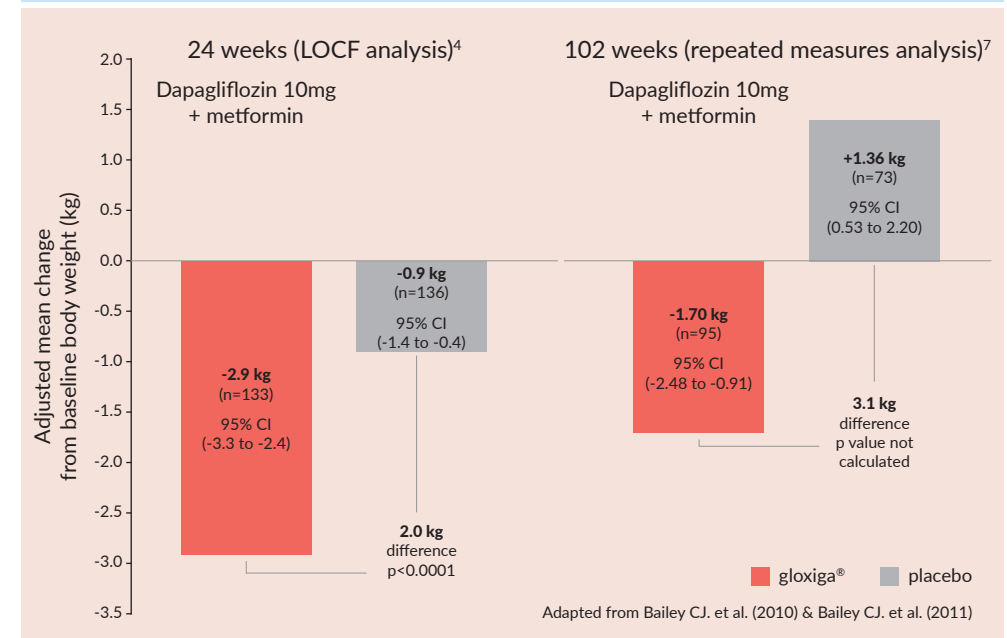 24 weeks (LOCF analysis)⁴
Dapagliflozin 10mg
+ metformin
102 weeks (repeated measures analysis)⁷
Dapagliflozin 10mg
+ metformin
Adjusted mean change
from baseline body weight (kg)
2.0
1.5
1.0
0.5
0.0
-0.5
-1.0
-1.5
-2.0
-2.5
-3.0
-3.5
-2.9 kg
(n=133)
95% CI
(-3.3 to -2.4)
-0.9 kg
(n=136)
95% CI
(-1.4 to -0.4)
2.0 kg
difference
p<0.0001
-1.70 kg
(n=95)
95% CI
(-2.48 to -0.91)
+1.36 kg
(n=73)
95% CI
(0.53 to 2.20)
3.1 kg
difference
p value not
calculated
gloxiga®
placebo
Adapted from Bailey CJ. et al. (2010) & Bailey CJ. et al. (2011)